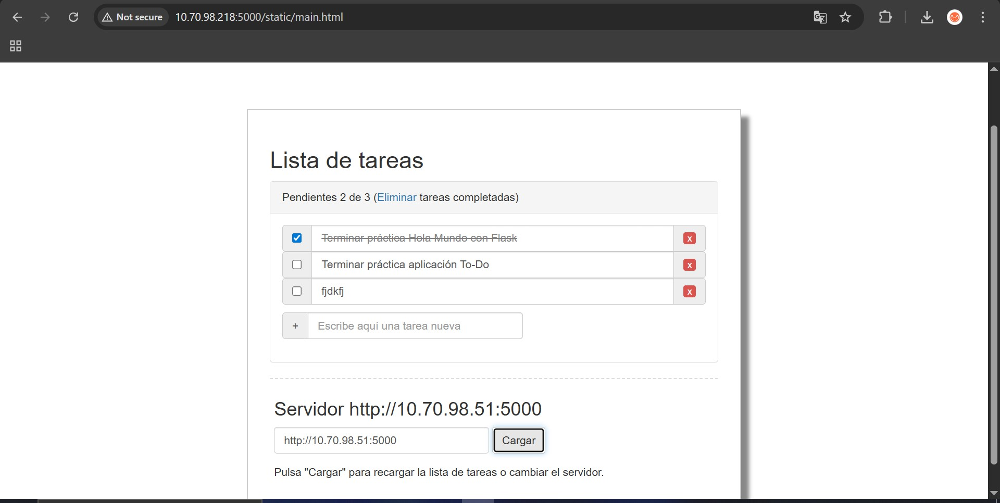 Not secure 10.70.98.218:5000/static/main.html
Lista de tareas
Pendientes 2 de 3 (Eliminar tareas completadas)
Terminar práctica Hola Mundo con Flask x
Terminar práctica aplicación To-Do x
fjdkfj x
+ Escribe aquí una tarea nueva
Servidor http://10.70.98.51:5000
http://10.70.98.51:5000 Cargar
Pulsa "Cargar" para recargar la lista de tareas o cambiar el servidor.